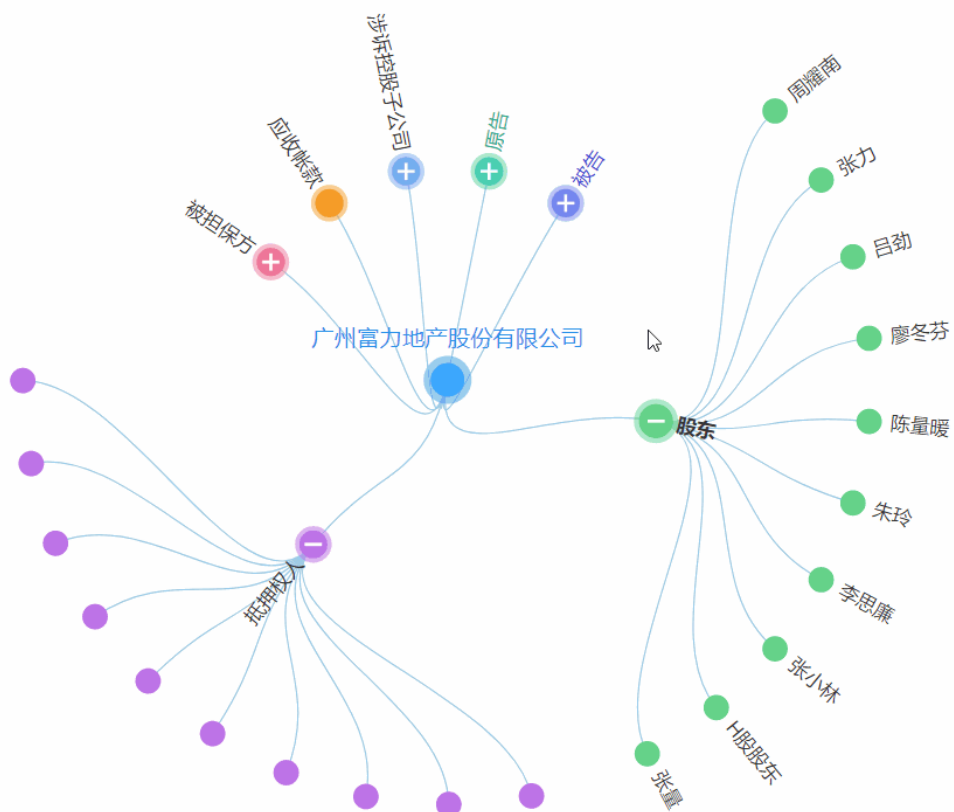 涉诉控股子公司
原告
应收帐款
被告
被担保方
广州富力地产股份有限公司
周耀南
张力
吕劲
廖冬芬
股东
陈量暖
朱玲
抵押权人
李思廉
张小林
H股股东
张量